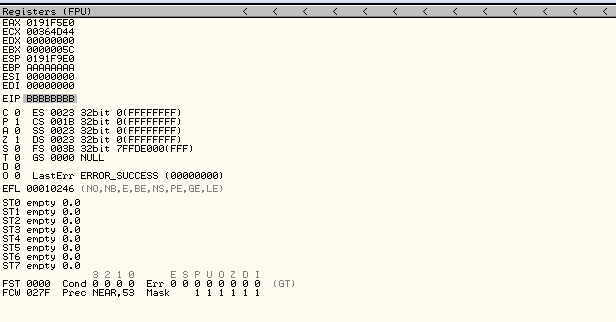 Registers (FPU) < < < < < < < < < < < < <
EAX 0191F5E0
ECX 00364D44
EDX 00000000
EBX 0000005C
ESP 0191F9E0
EBP AAAAAAAA
ESI 00000000
EDI 00000000
EIP BBBBBBBB
C 0 ES 0023 32bit 0(FFFFFFFF)
P 1 CS 001B 32bit 0(FFFFFFFF)
A 0 SS 0023 32bit 0(FFFFFFFF)
Z 1 DS 0023 32bit 0(FFFFFFFF)
S 0 FS 003B 32bit 7FFDE000(FFF)
T 0 GS 0000 NULL
D 0
O 0 LastErr ERROR_SUCCESS (00000000)
EFL 00010246 (NO,NB,E,BE,NS,PE,GE,LE)
ST0 empty 0.0
ST1 empty 0.0
ST2 empty 0.0
ST3 empty 0.0
ST4 empty 0.0
ST5 empty 0.0
ST6 empty 0.0
ST7 empty 0.0
3 2 1 0 E S P U O Z D I
FST 0000 Cond 0 0 0 0 Err 0 0 0 0 0 0 0 0 (GT)
FCW 027F Prec NEAR,53 Mask 1 1 1 1 1 1